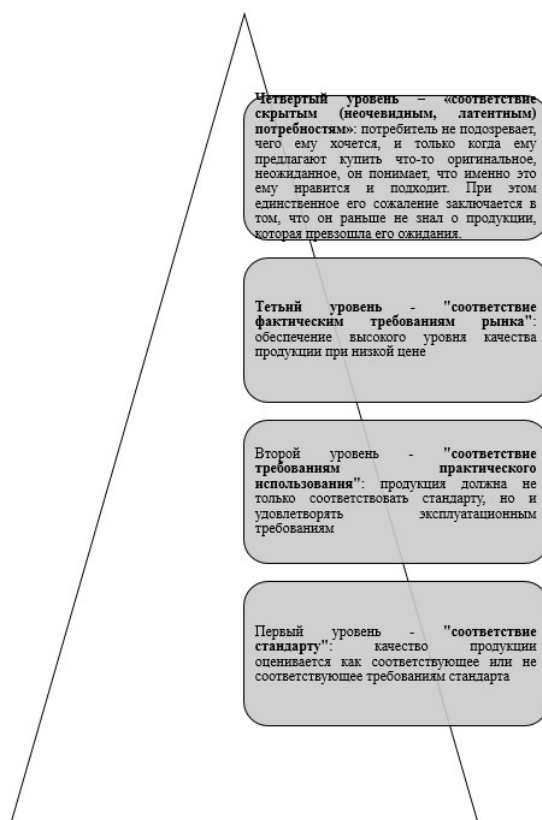 Четвертый уровень – «соответствие
скрытым (неочевидным, латентным)
потребностям»: потребитель не подозревает,
чего ему хочется, и только когда ему
предлагают купить что-то оригинальное,
неожиданное, он понимает, что именно это
ему нравится и подходит. При этом
единственное его сожаление заключается в
том, что он раньше не знал о продукции,
которая превзошла его ожидания.
Тетьий уровень - "соответствие
фактическим требованиям рынка":
обеспечение высокого уровня качества
продукции при низкой цене
Второй уровень - "соответствие
требованиям практического
использования": продукция должна не
только соответствовать стандарту, но и
удовлетворять эксплуатационным
требованиям
Первый уровень - "соответствие
стандарту": качество продукции
оценивается как соответствующее или не
соответствующее требованиям стандарта